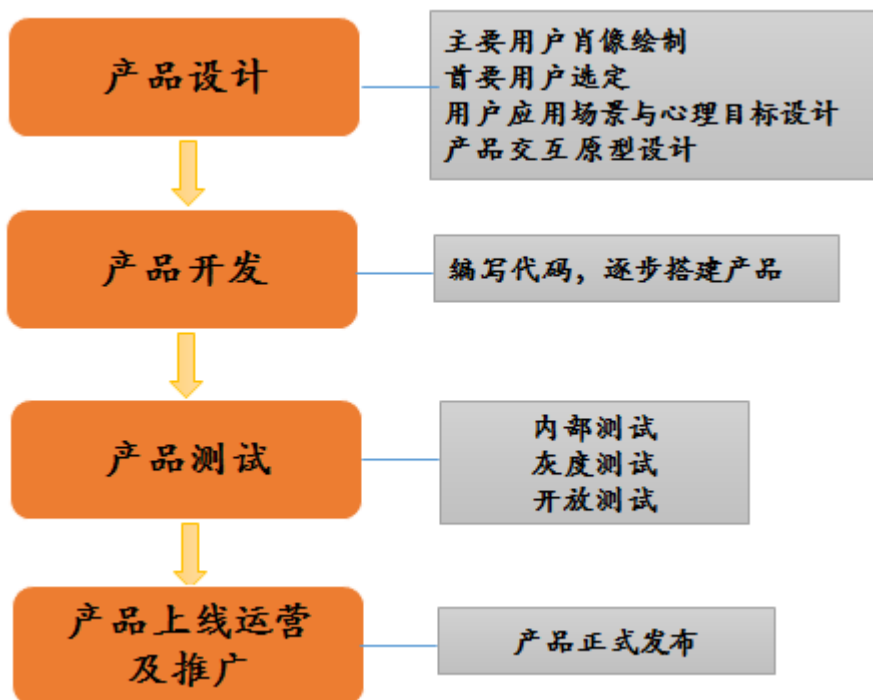 产品设计
主要用户肖像绘制
首要用户选定
用户应用场景与心理目标设计
产品交互原型设计
产品开发
编写代码，逐步搭建产品
产品测试
内部测试
灰度测试
开放测试
产品上线运营
及推广
产品正式发布